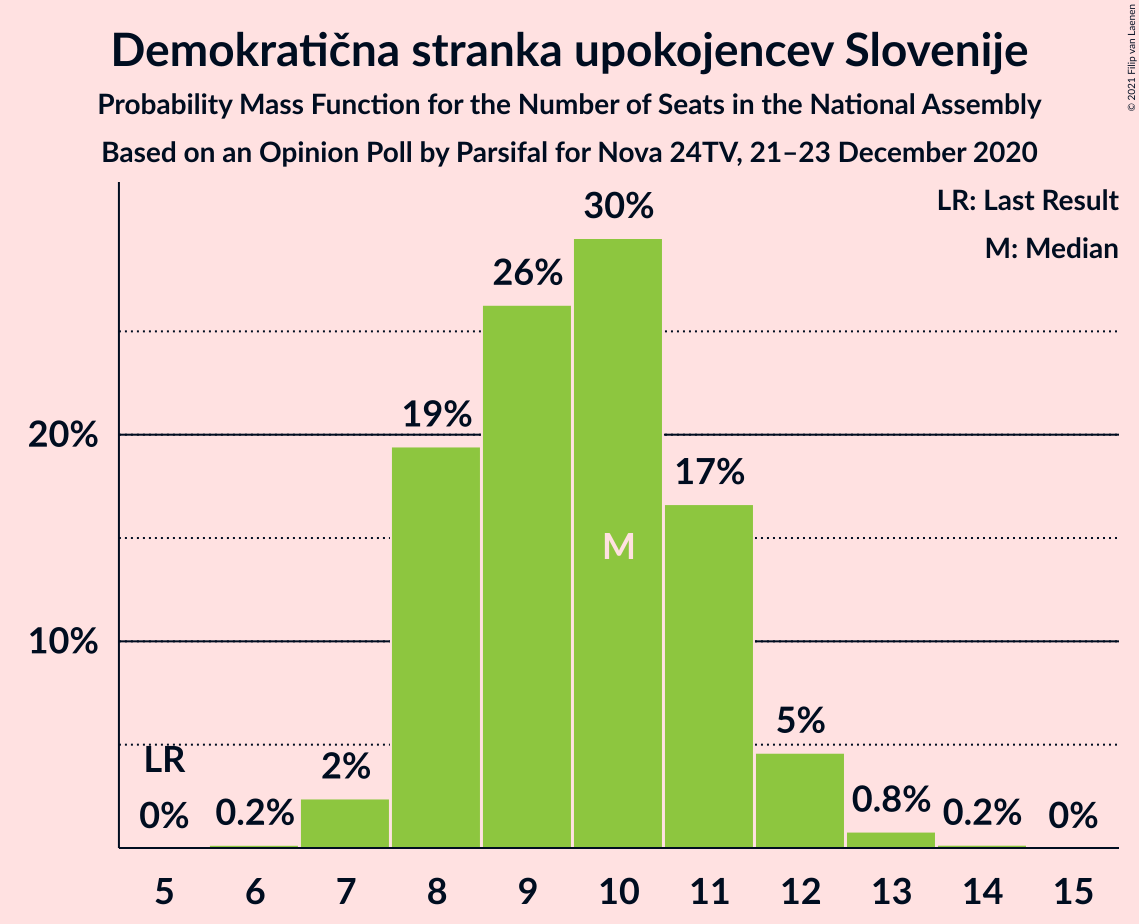 Demokratična stranka upokojencev Slovenije
Probability Mass Function for the Number of Seats in the National Assembly
Based on an Opinion Poll by Parsifal for Nova 24TV, 21–23 December 2020
© 2021 Filip van Laenen
LR: Last Result
M: Median
30%
26%
19%
20%
17%
M
10%
5%
LR
2%
0.8%
0%
0.2%
0.2%
0%
5 6 7 8 9 10 11 12 13 14 15